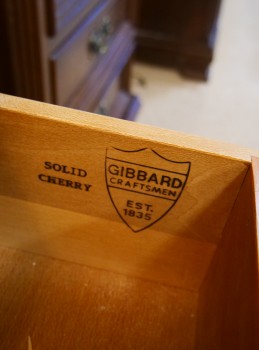 SOLID
CHERRY
GIBBARD
CRAFTSMEN
EST.
1835